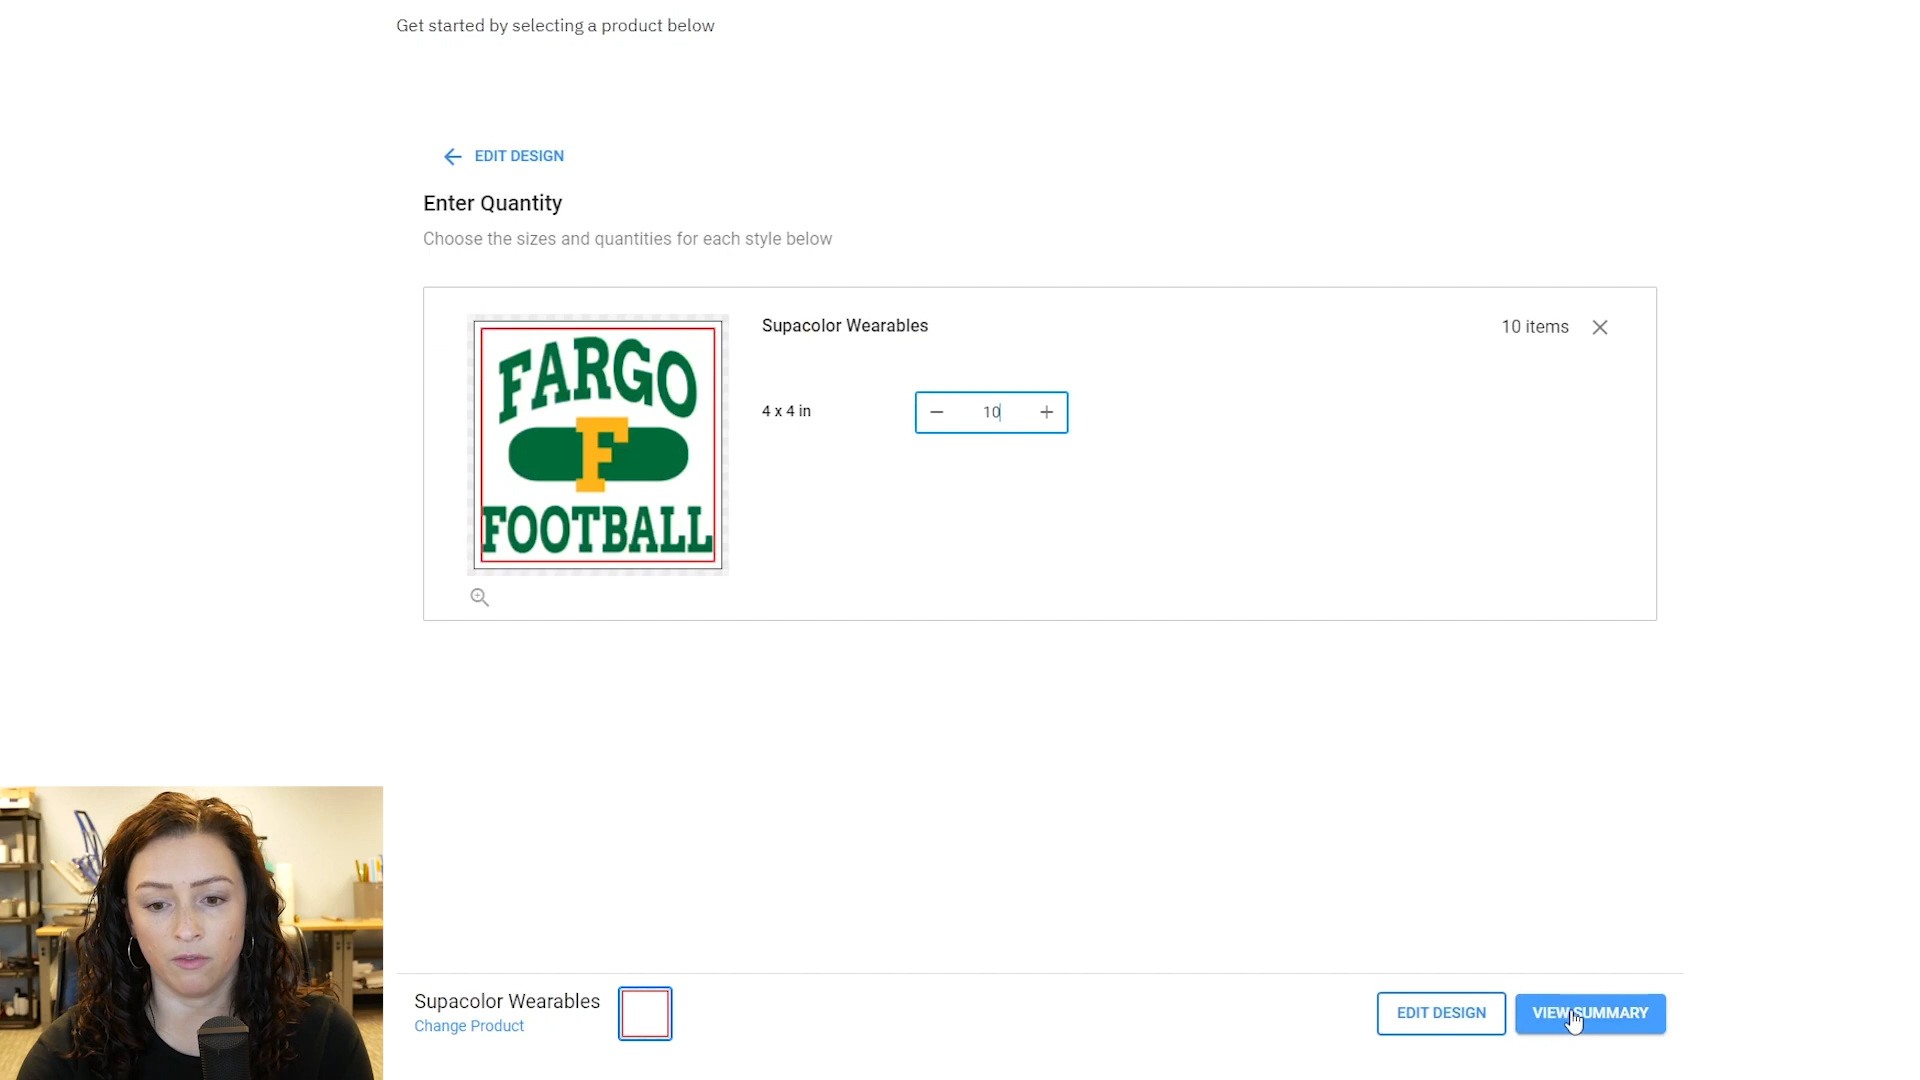 Get started by selecting a product below
EDIT DESIGN
Enter Quantity
Choose the sizes and quantities for each style below
FARGO
F
FOOTBALL
Supacolor Wearables
10 items
4 x 4 in
10
Supacolor Wearables
Change Product
EDIT DESIGN
VIEW SUMMARY